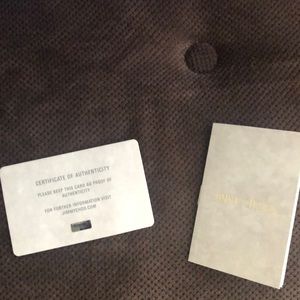 CERTIFICATE OF AUTHENTICITY
PLEASE KEEP THIS CARD AS PROOF OF
AUTHENTICITY
FOR FURTHER INFORMATION VISIT
JIMMYCHOO.COM